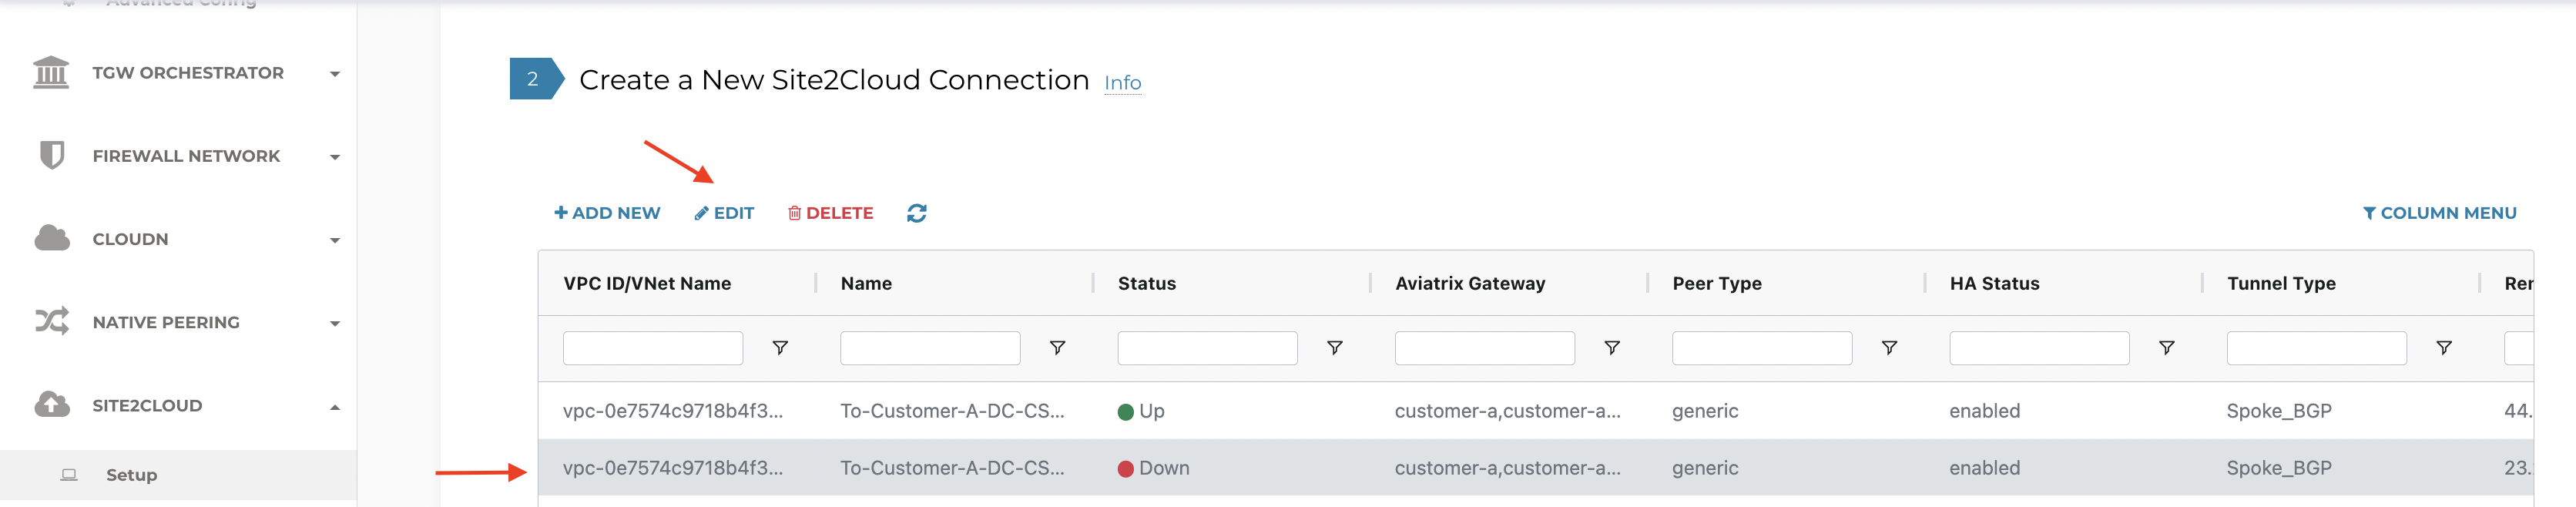 Advanced Config
TGW ORCHESTRATOR
FIREWALL NETWORK
CLOUDN
NATIVE PEERING
SITE2CLOUD
Setup
2 Create a New Site2Cloud Connection Info
ADD NEW EDIT DELETE COLUMN MENU
VPC ID/VNet Name Name Status Aviatrix Gateway Peer Type HA Status Tunnel Type Rer
vpc-0e7574c9718b4f3... To-Customer-A-DC-CS... Up customer-a,customer-a... generic enabled Spoke_BGP 44.
vpc-0e7574c9718b4f3... To-Customer-A-DC-CS... Down customer-a,customer-a... generic enabled Spoke_BGP 23.